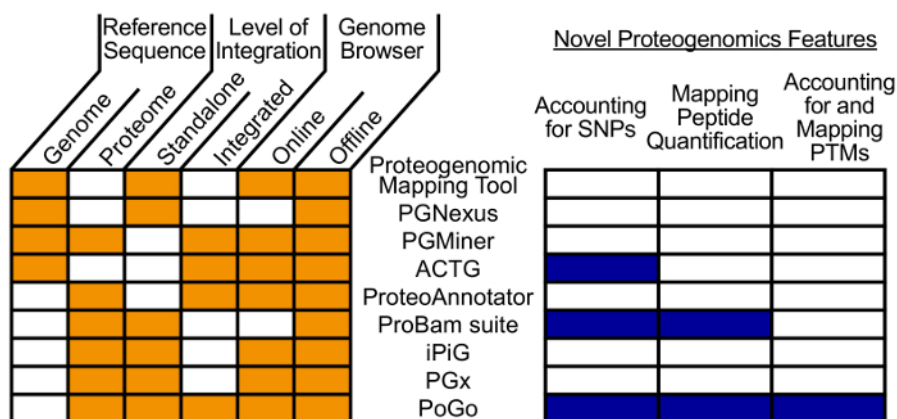 Reference
Sequence
Level of
Integration
Genome
Browser
Novel Proteogenomics Features
Genome
Proteome
Standalone
Integrated
Online
Offline
Accounting
for SNPs
Mapping
Peptide
Quantification
Accounting
for and
Mapping
PTMs
Proteogenomic
Mapping Tool
PGNexus
PGMiner
ACTG
ProteoAnnotator
ProBam suite
iPiG
PGx
PoGo